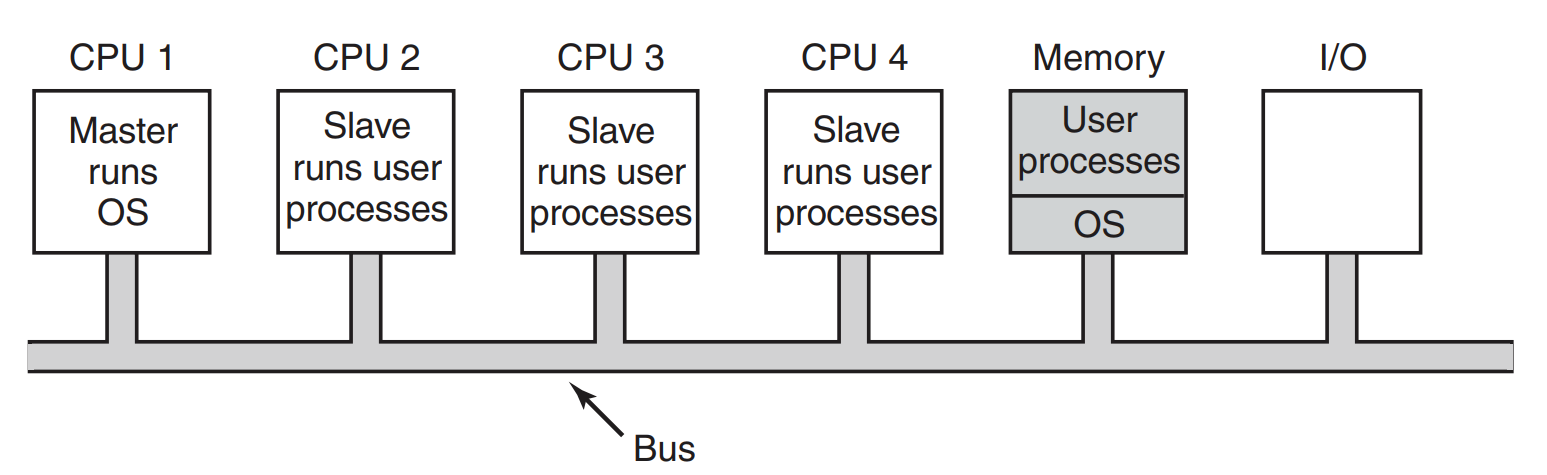 CPU 1
Master
runs
OS
CPU 2
Slave
runs user
processes
CPU 3
Slave
runs user
processes
CPU 4
Slave
runs user
processes
Memory
User
processes
OS
I/O
Bus